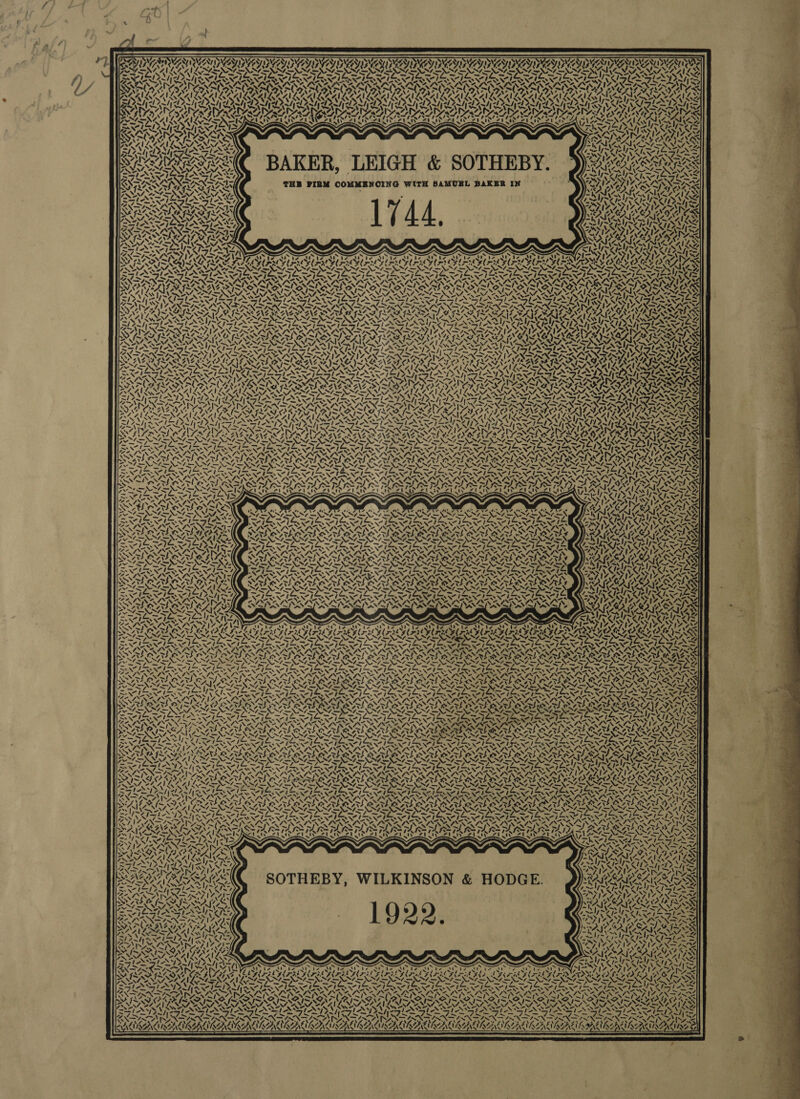 BAKER, LEIGH & SOTHEBY.
THE FIRM COMMENCING WITH SAMUEL BAKER IN
1744.
SOTHEBY, WILKINSON & HODGE.
1922.